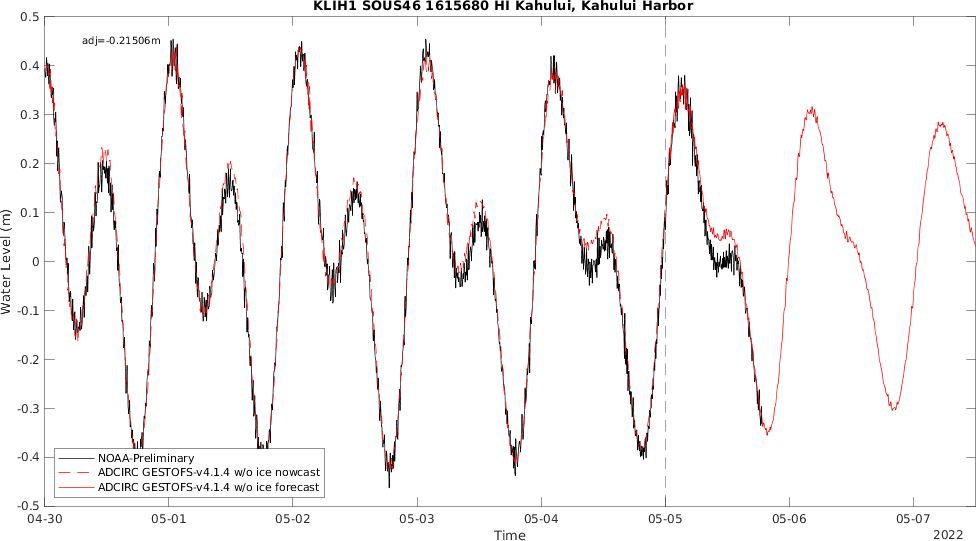 KLIH1 SOUS46 1615680 HI Kahului, Kahului Harbor
adj=-0.21506m
0.5
0.4
0.3
0.2
0.1
0
-0.1
-0.2
-0.3
-0.4
-0.5
Water Level (m)
NOAA-Preliminary
ADCIRC GESTOFS-v4.1.4 w/o ice nowcast
ADCIRC GESTOFS-v4.1.4 w/o ice forecast
04-30 05-01 05-02 05-03 05-04 05-05 05-06 05-07
Time
2022